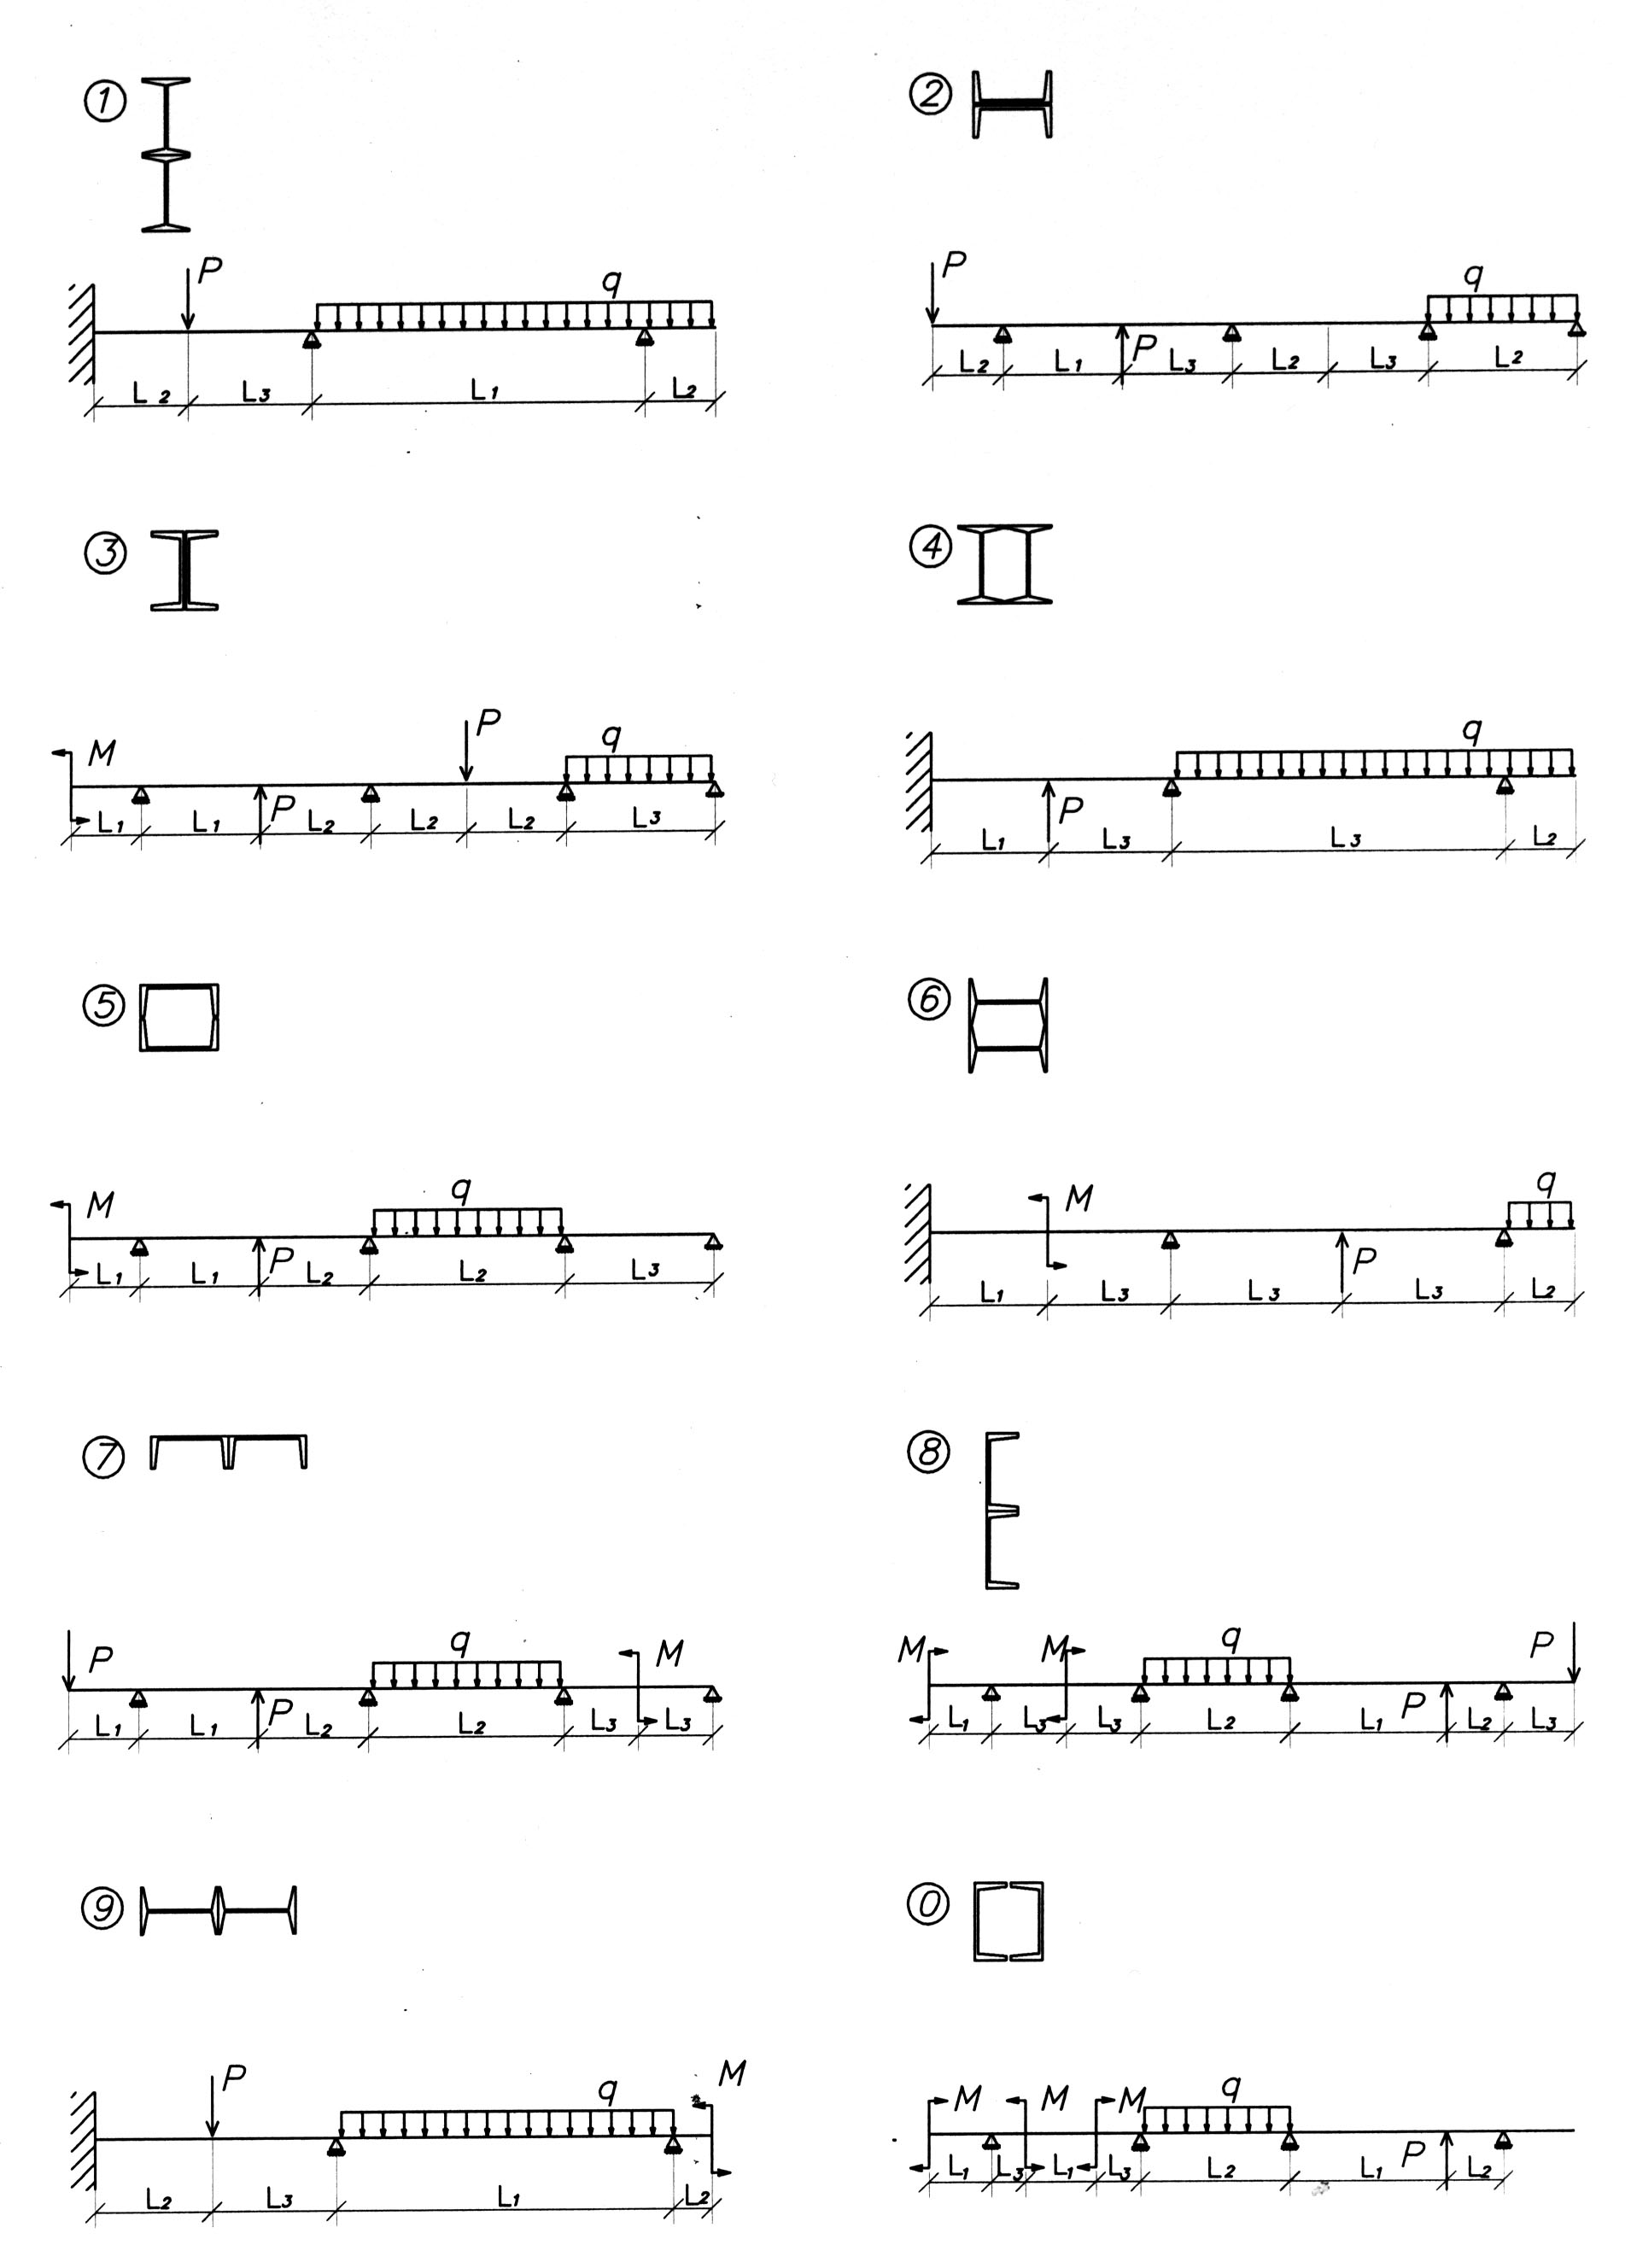 1
2
P
q
L2 L3 L1 L2
P
q
P
L2 L1 L3 L2 L3 L2
3
4
M
P
q
P
L1 L1 L2 L2 L2 L3
q
P
L1 L3 L3 L2
5
6
M
q
P
L1 L1 L2 L2 L3
M
q
P
L1 L3 L3 L3 L2
7
8
P
q
M
P
L1 L1 L2 L2 L3 L3
M M q P
P
L1 L3 L3 L2 L1 L2 L3
9
0
P
q
M
L2 L3 L1 L2
M M M q
P
L1 L3 L1 L3 L2 L1 L2